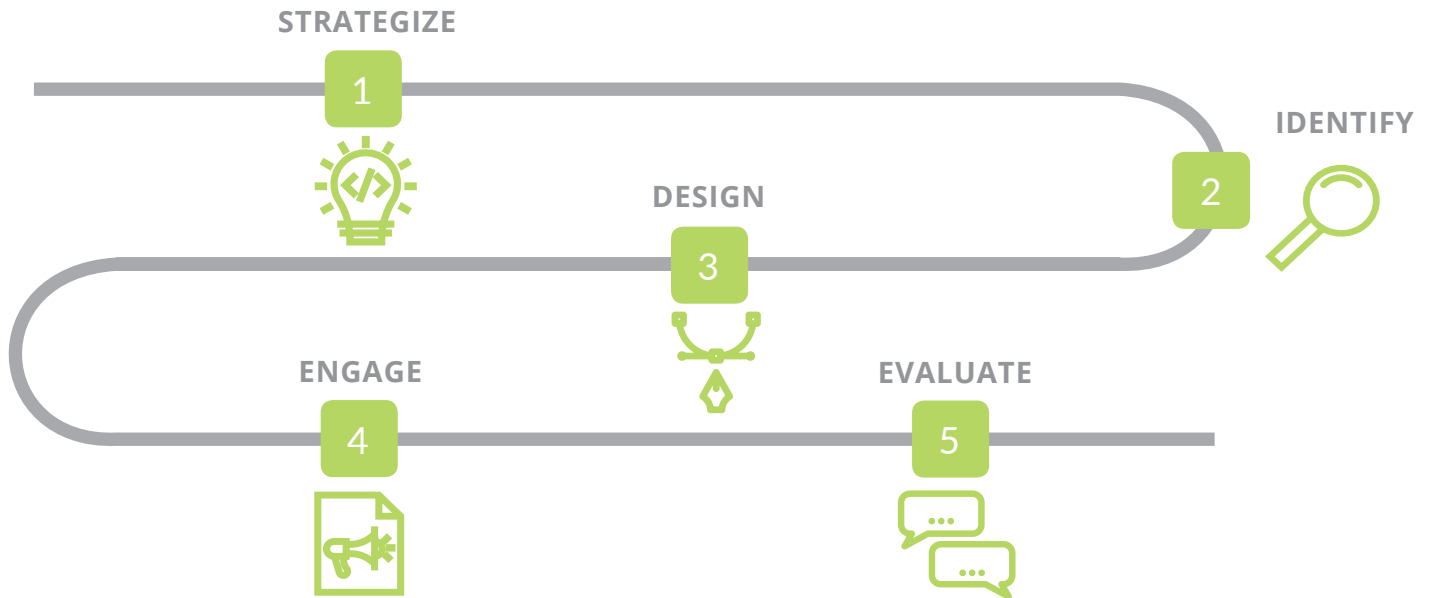 STRATEGIZE
1
IDENTIFY
2
DESIGN
3
ENGAGE
4
EVALUATE
5